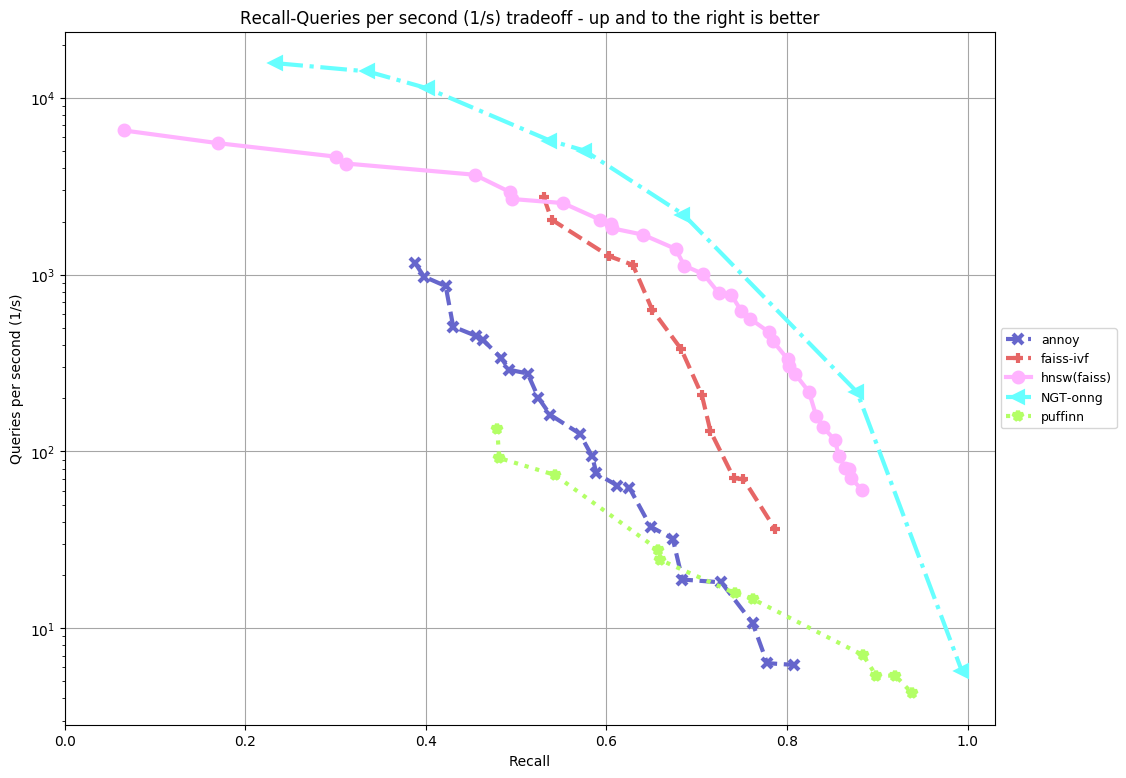 Recall-Queries per second (1/s) tradeoff - up and to the right is better
10^4
10^3
10^2
10^1
Queries per second (1/s)
0.0 0.2 0.4 0.6 0.8 1.0
Recall
annoy
faiss-ivf
hnsw(faiss)
NGT-onng
puffinn